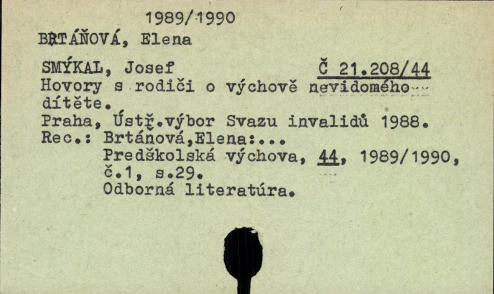 1989/1990
BRTÁŇOVÁ, Elena
SMÝKAL, Josef Č 21.208/44
Hovory s rodiči o výchově nevidomého
dítěte.
Praha, Ústř.výbor Svazu invalidů 1988.
Rec.: Brtáňová,Elena:...
Predškolská výchova, 44, 1989/1990,
č.1, s.29.
Odborná literatúra.